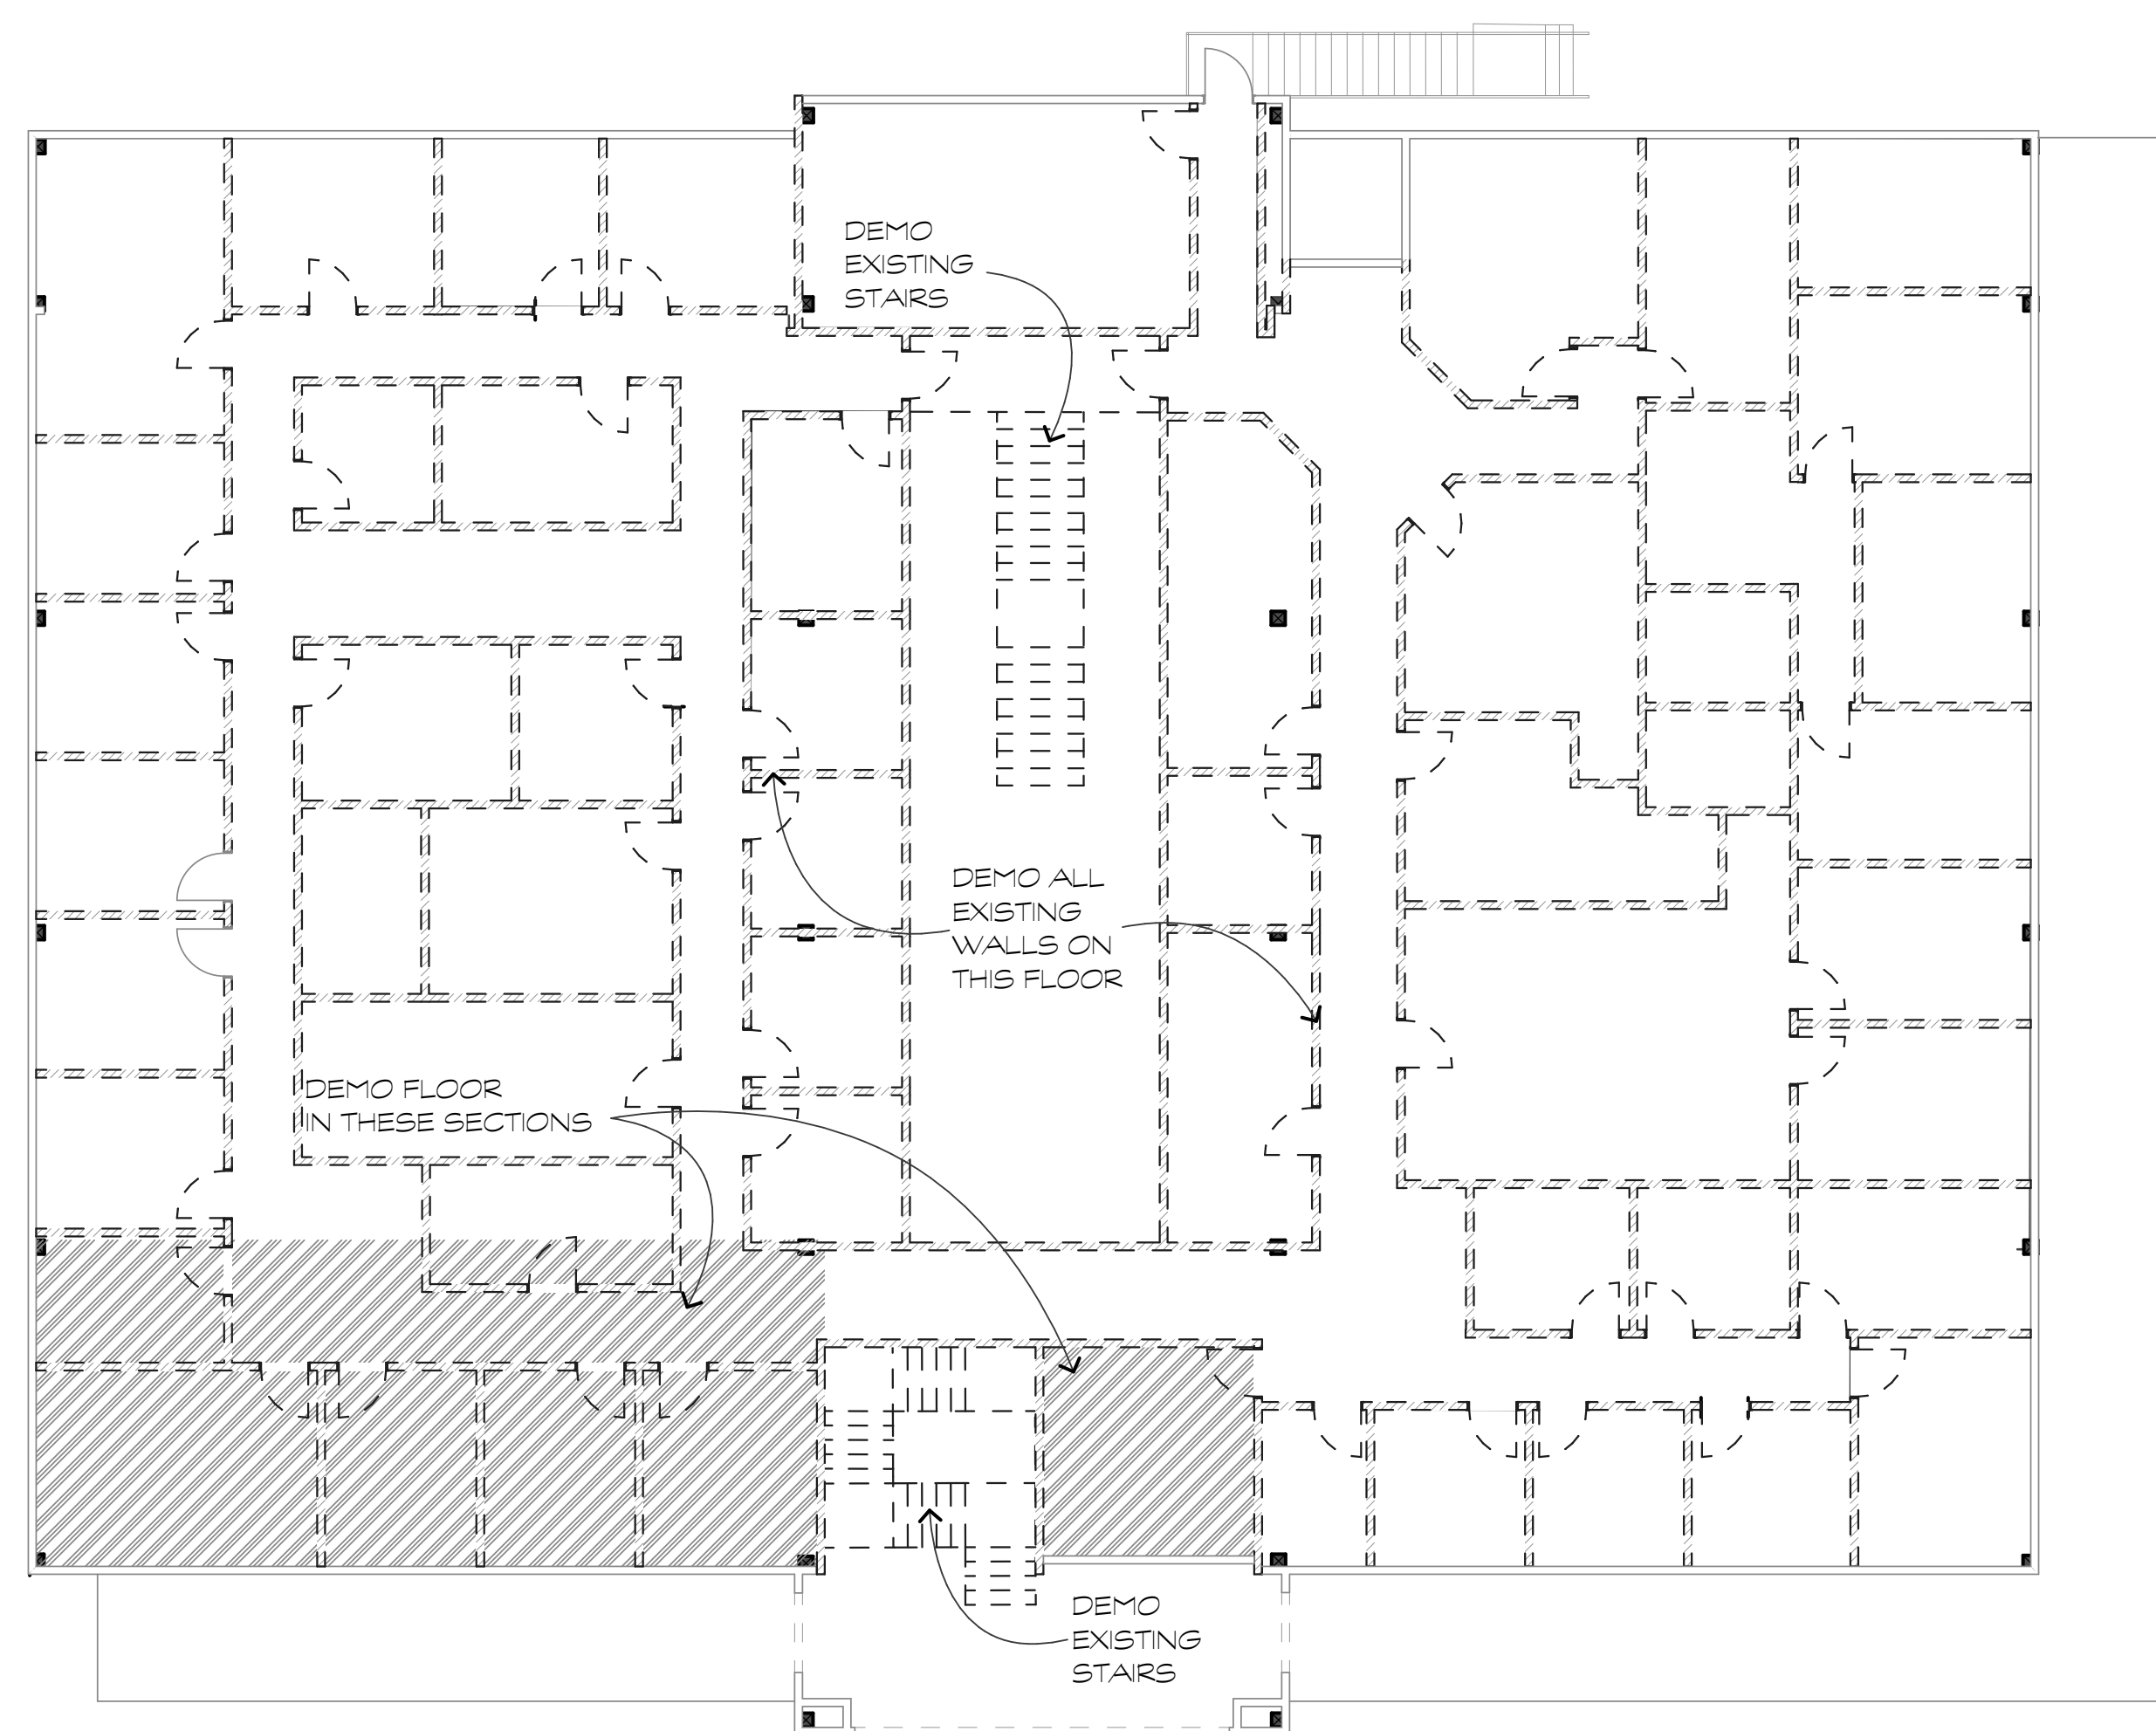 DEMO
EXISTING
STAIRS
DEMO ALL
EXISTING
WALLS ON
THIS FLOOR
DEMO FLOOR
IN THESE SECTIONS
DEMO
EXISTING
STAIRS